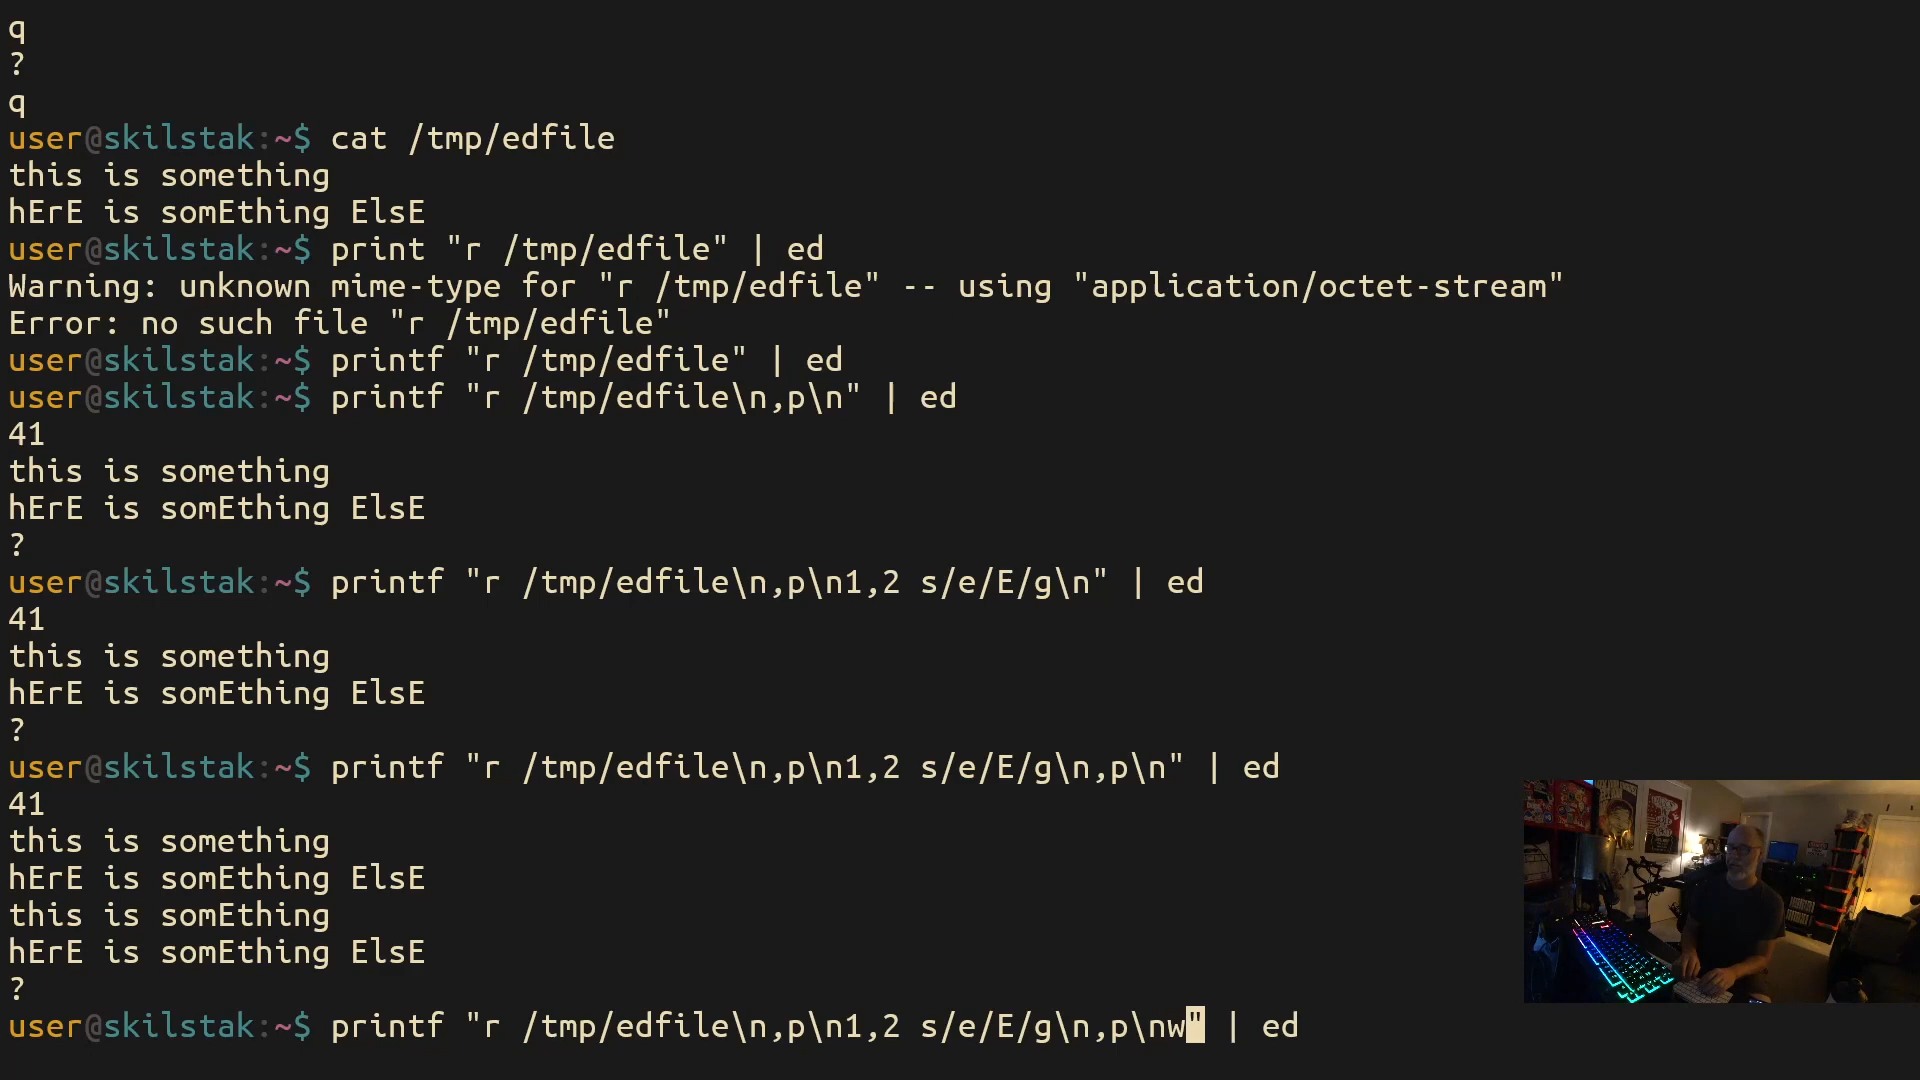 q
?
q
user@skilstak:~$ cat /tmp/edfile
this is something
hErE is somEthing ElsE
user@skilstak:~$ print "r /tmp/edfile" | ed
Warning: unknown mime-type for "r /tmp/edfile" -- using "application/octet-stream"
Error: no such file "r /tmp/edfile"
user@skilstak:~$ printf "r /tmp/edfile" | ed
user@skilstak:~$ printf "r /tmp/edfile\n,p\n" | ed
41
this is something
hErE is somEthing ElsE
?
user@skilstak:~$ printf "r /tmp/edfile\n,p\n1,2 s/e/E/g\n" | ed
41
this is something
hErE is somEthing ElsE
?
user@skilstak:~$ printf "r /tmp/edfile\n,p\n1,2 s/e/E/g\n,p\n" | ed
41
this is something
hErE is somEthing ElsE
this is something
hErE is somEthing ElsE
?
user@skilstak:~$ printf "r /tmp/edfile\n,p\n1,2 s/e/E/g\n,p\nw" | ed